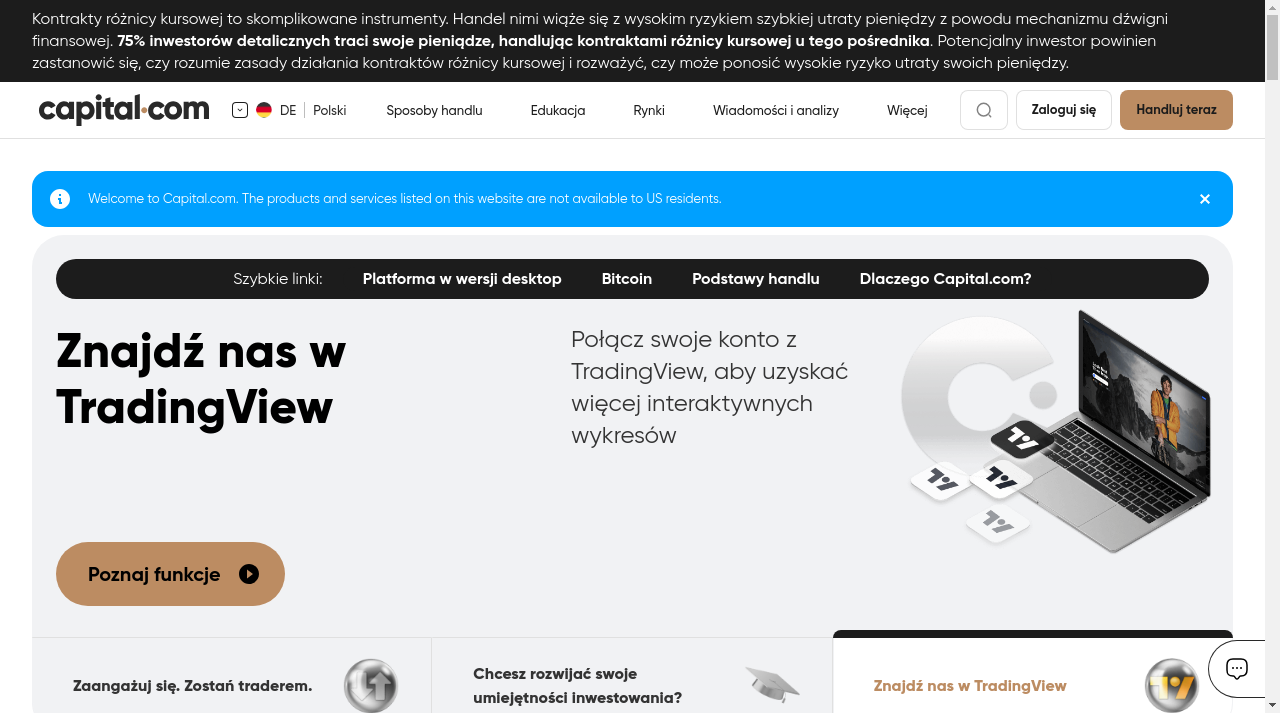 Kontrakty różnicy kursowej to skomplikowane instrumenty. Handel nimi wiąże się z wysokim ryzykiem szybkiej utraty pieniędzy z powodu mechanizmu dźwigni
finansowej. 75% inwestorów detalicznych traci swoje pieniądze, handlując kontraktami różnicy kursowej u tego pośrednika. Potencjalny inwestor powinien
zastanowić się, czy rozumie zasady działania kontraktów różnicy kursowej i rozważyć, czy może ponosić wysokie ryzyko utraty swoich pieniędzy.
capital.com DE Polski Sposoby handlu Edukacja Rynki Wiadomości i analizy Więcej Zaloguj się Handluj teraz
Welcome to Capital.com. The products and services listed on this website are not available to US residents.
Szybkie linki: Platforma w wersji desktop Bitcoin Podstawy handlu Dlaczego Capital.com?
Znajdź nas w
TradingView
Połącz swoje konto z
TradingView, aby uzyskać
więcej interaktywnych
wykresów
Poznaj funkcje
Zaangażuj się. Zostań traderem.
Chcesz rozwijać swoje
umiejętności inwestowania?
Znajdź nas w TradingView